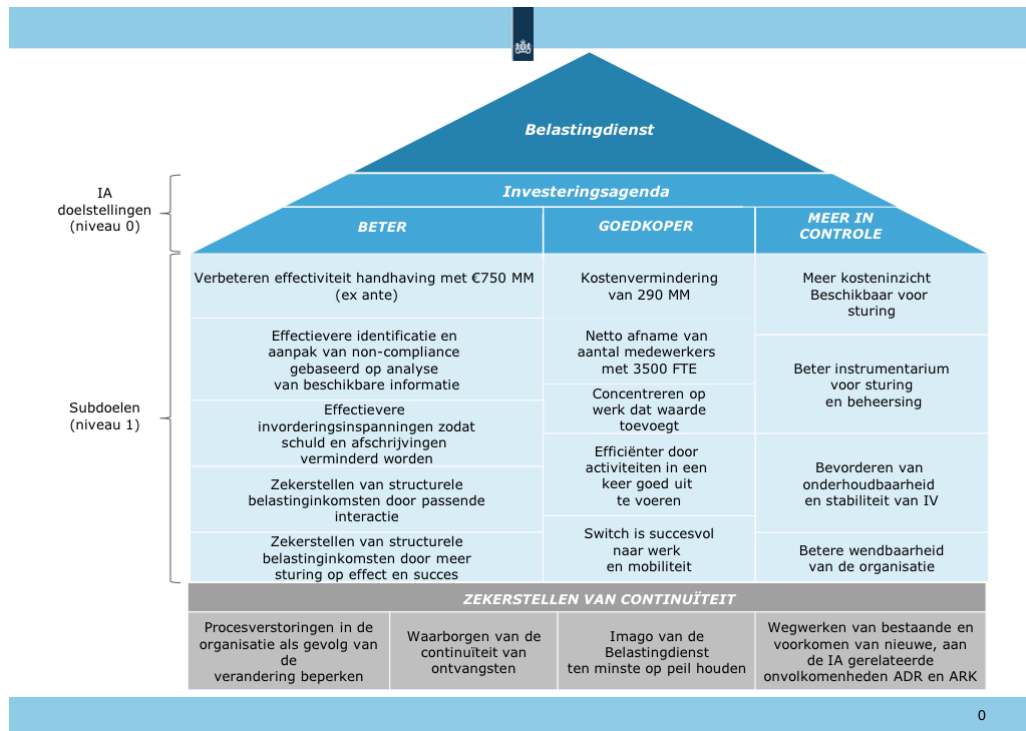 Belastingdienst
IA
doelstellingen
(niveau 0)
Investeringsagenda
BETER
GOEDKOPER
MEER IN
CONTROLE
Subdoelen
(niveau 1)
Verbeteren effectiviteit handhaving met €750 MM
(ex ante)
Effectievere identificatie en
aanpak van non-compliance
gebaseerd op analyse
van beschikbare informatie
Effectievere
invorderingsinspanningen zodat
schuld en afschrijvingen
verminderd worden
Zekerstellen van structurele
belastinginkomsten door passende
interactie
Zekerstellen van structurele
belastinginkomsten door meer
sturing op effect en succes
Kostenvermindering
van 290 MM
Netto afname van
aantal medewerkers
met 3500 FTE
Concentreren op
werk dat waarde
toevoegt
Efficiënter door
activiteiten in een
keer goed uit
te voeren
Switch is succesvol
naar werk
en mobiliteit
Meer kosteninzicht
Beschikbaar voor
sturing
Beter instrumentarium
voor sturing
en beheersing
Bevorderen van
onderhoudbaarheid
en stabiliteit van IV
Betere wendbaarheid
van de organisatie
ZEKERSTELLEN VAN CONTINUÏTEIT
Procesverstoringen in de
organisatie als gevolg van
de
verandering beperken
Waarborgen van de
continuïteit van
ontvangsten
Imago van de
Belastingdienst
ten minste op peil houden
Wegwerken van bestaande en
voorkomen van nieuwe, aan
de IA gerelateerde
onvolkomenheden ADR en ARK
0